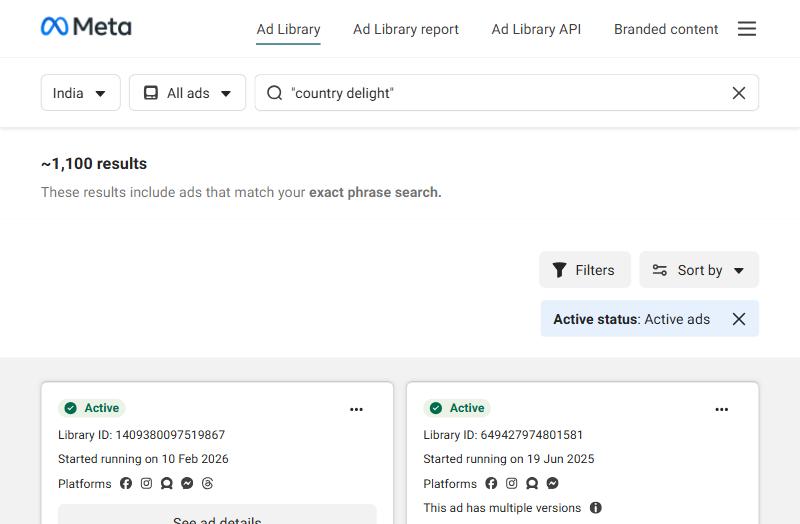 Meta
Ad Library Ad Library report Ad Library API Branded content
India All ads "country delight"
~1,100 results
These results include ads that match your exact phrase search.
Filters Sort by
Active status: Active ads
Active
Library ID: 1409380097519867
Started running on 10 Feb 2026
Platforms
See ad details
Active
Library ID: 649427974801581
Started running on 19 Jun 2025
Platforms
This ad has multiple versions